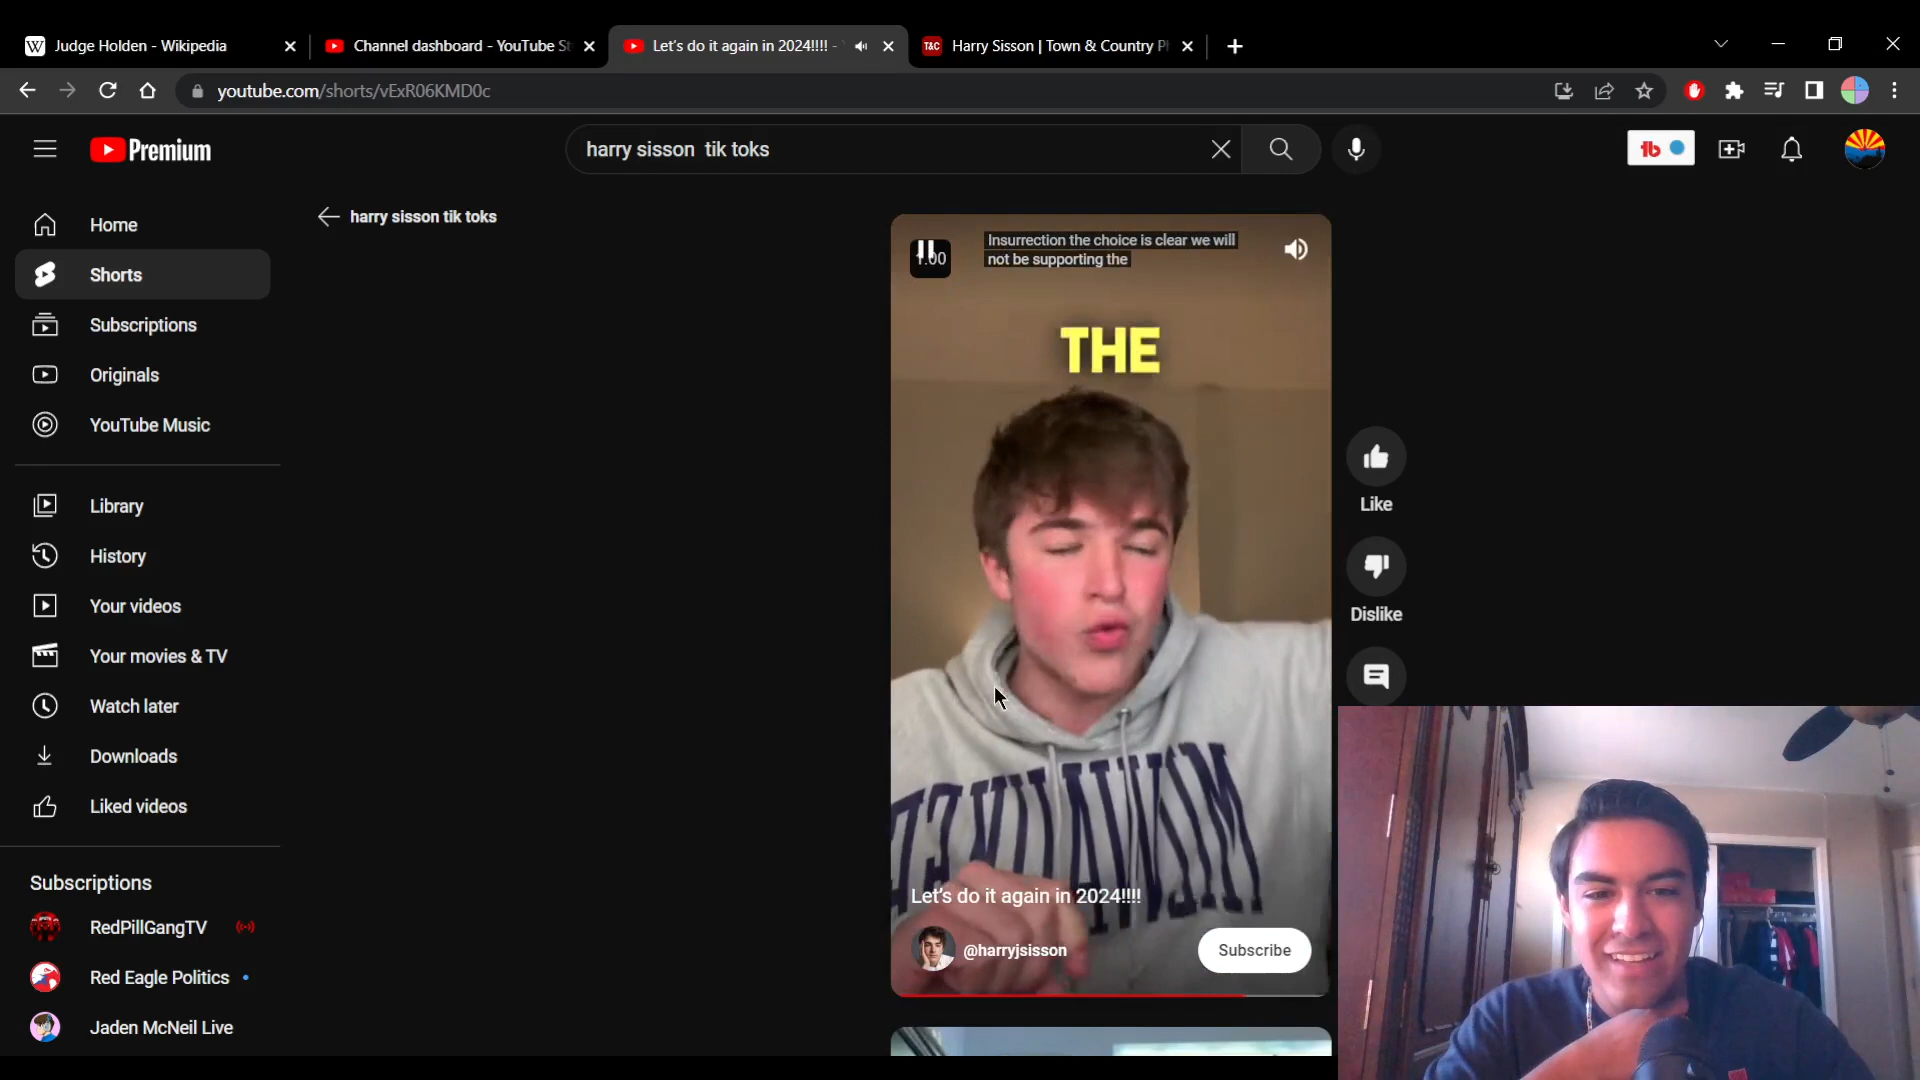 Judge Holden - Wikipedia
Channel dashboard - YouTube St
Let's do it again in 2024!!!! -
T&C
Harry Sisson | Town & Country Pl
youtube.com/shorts/vExR06KMD0c
Premium
harry sisson  tik toks
tb
Home
Shorts
Subscriptions
Originals
YouTube Music
Library
History
Your videos
Your movies & TV
Watch later
Downloads
Liked videos
Subscriptions
RedPillGangTV
Red Eagle Politics
Jaden McNeil Live
harry sisson tik toks
1.00
Insurrection the choice is clear we will
not be supporting the
THE
Let's do it again in 2024!!!!
@harryjsisson
Subscribe
Like
Dislike